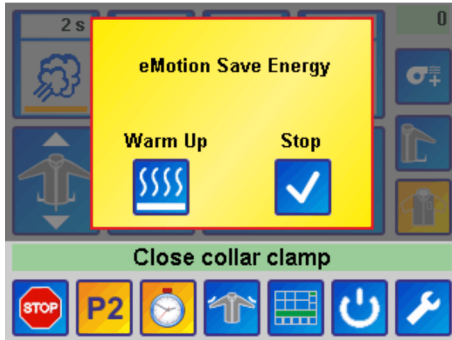 2 s
0
eMotion Save Energy
Warm Up Stop
Close collar clamp
STOP
P2